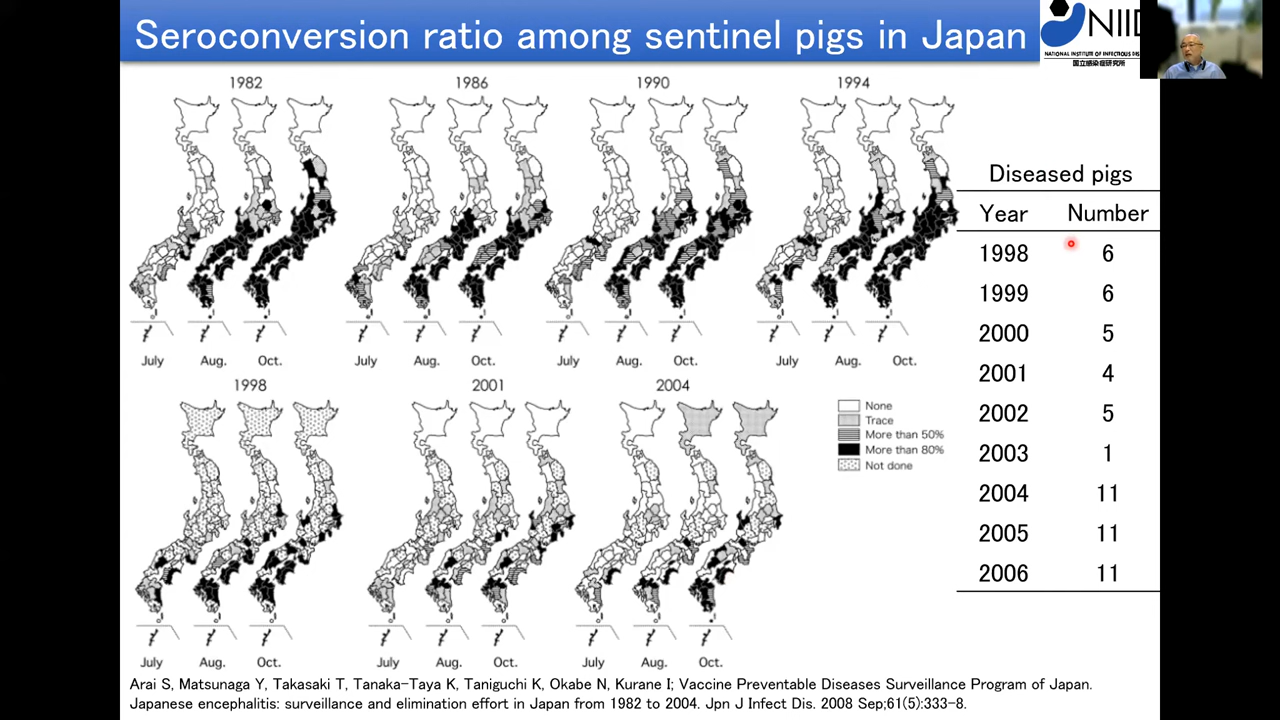 Seroconversion ratio among sentinel pigs in Japan
NIID
NATIONAL INSTITUTE OF INFECTIOUS DIS
国立感染症研究所
1982
1986
1990
1994
July Aug. Oct.
July Aug. Oct.
July Aug. Oct.
July Aug. Oct.
1998
2001
2004
July Aug. Oct.
July Aug. Oct.
July Aug. Oct.
None
Trace
More than 50%
More than 80%
Not done
Diseased pigs
Year Number
1998 6
1999 6
2000 5
2001 4
2002 5
2003 1
2004 11
2005 11
2006 11
Arai S, Matsunaga Y, Takasaki T, Tanaka-Taya K, Taniguchi K, Okabe N, Kurane I; Vaccine Preventable Diseases Surveillance Program of Japan.
Japanese encephalitis: surveillance and elimination effort in Japan from 1982 to 2004. Jpn J Infect Dis. 2008 Sep;61(5):333-8.